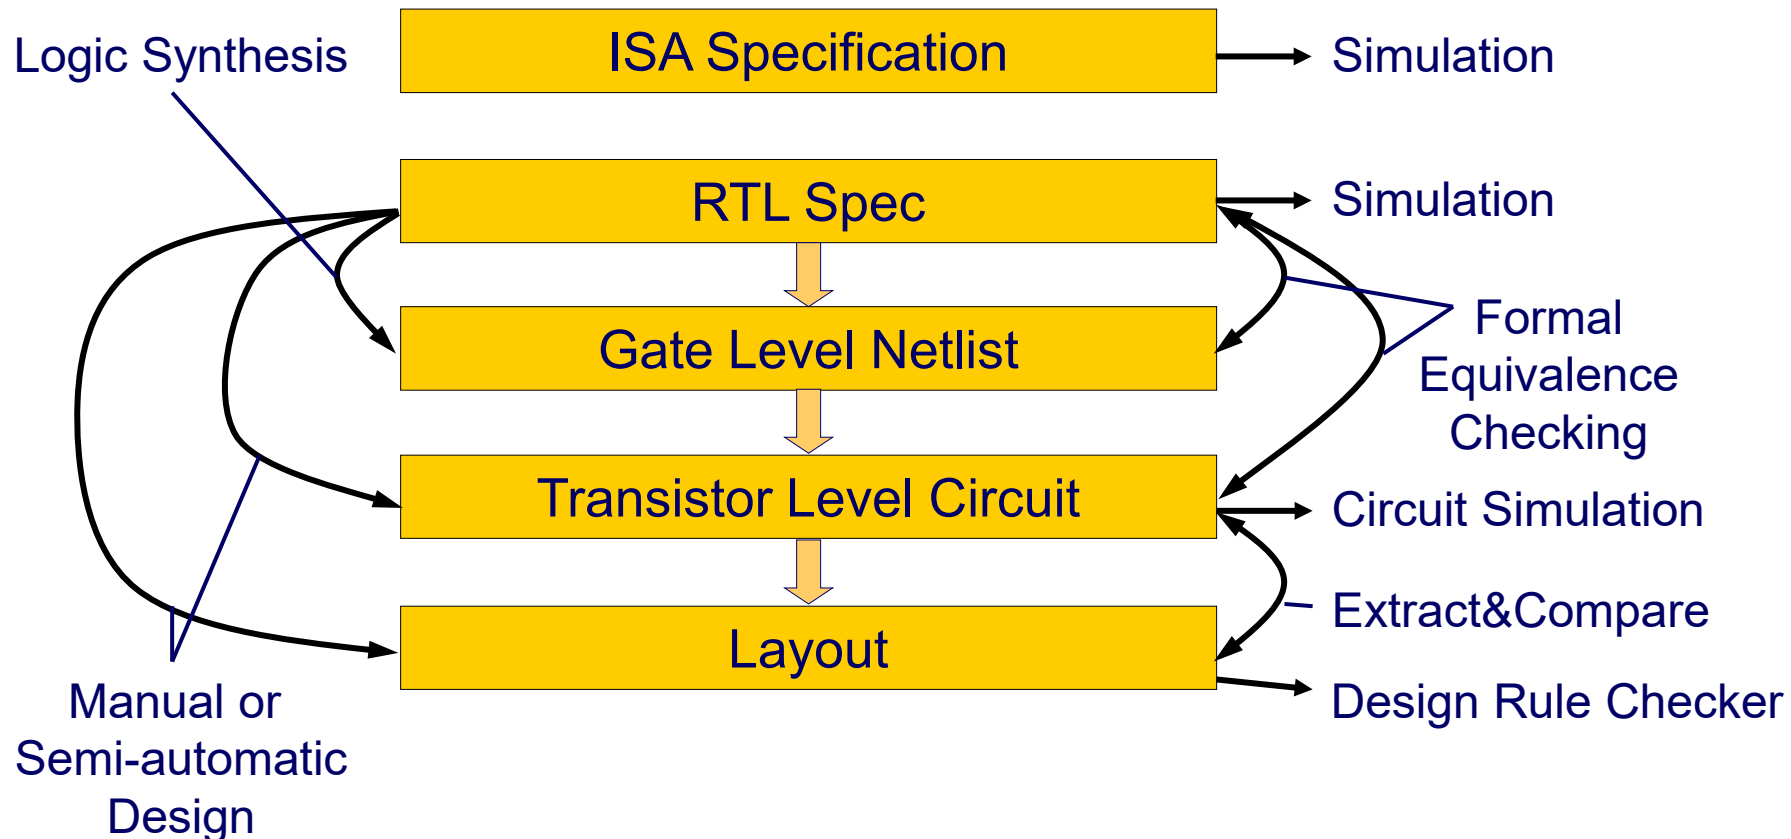 Logic Synthesis
ISA Specification
Simulation
RTL Spec
Simulation
Gate Level Netlist
Formal
Equivalence
Checking
Transistor Level Circuit
Circuit Simulation
Extract&Compare
Layout
Design Rule Checker
Manual or
Semi-automatic
Design